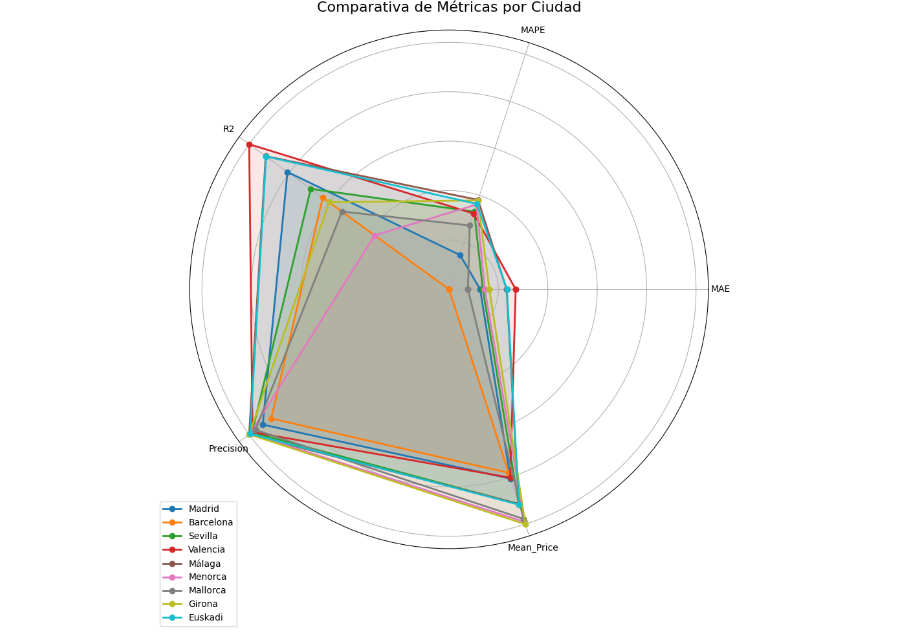 Comparativa de Métricas por Ciudad
MAPE
R2
MAE
Precision
Mean_Price
Madrid
Barcelona
Sevilla
Valencia
Málaga
Menorca
Mallorca
Girona
Euskadi